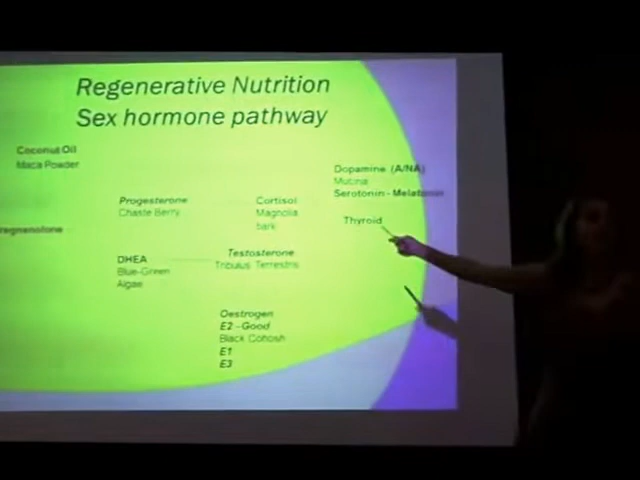 Regenerative Nutrition
Sex hormone pathway
Coconut Oil
Maca Powder
Dopamine (A/NA)
Mucina
Serotonin - Melatonin
Progesterone
Chaste Berry
Cortisol
Magnolia
bark
Thyroid
regnenolone
DHEA
Blue-Green
Algae
Testosterone
Tribulus Terrestris
Oestrogen
E2 - Good
Black Cohosh
E1
E3